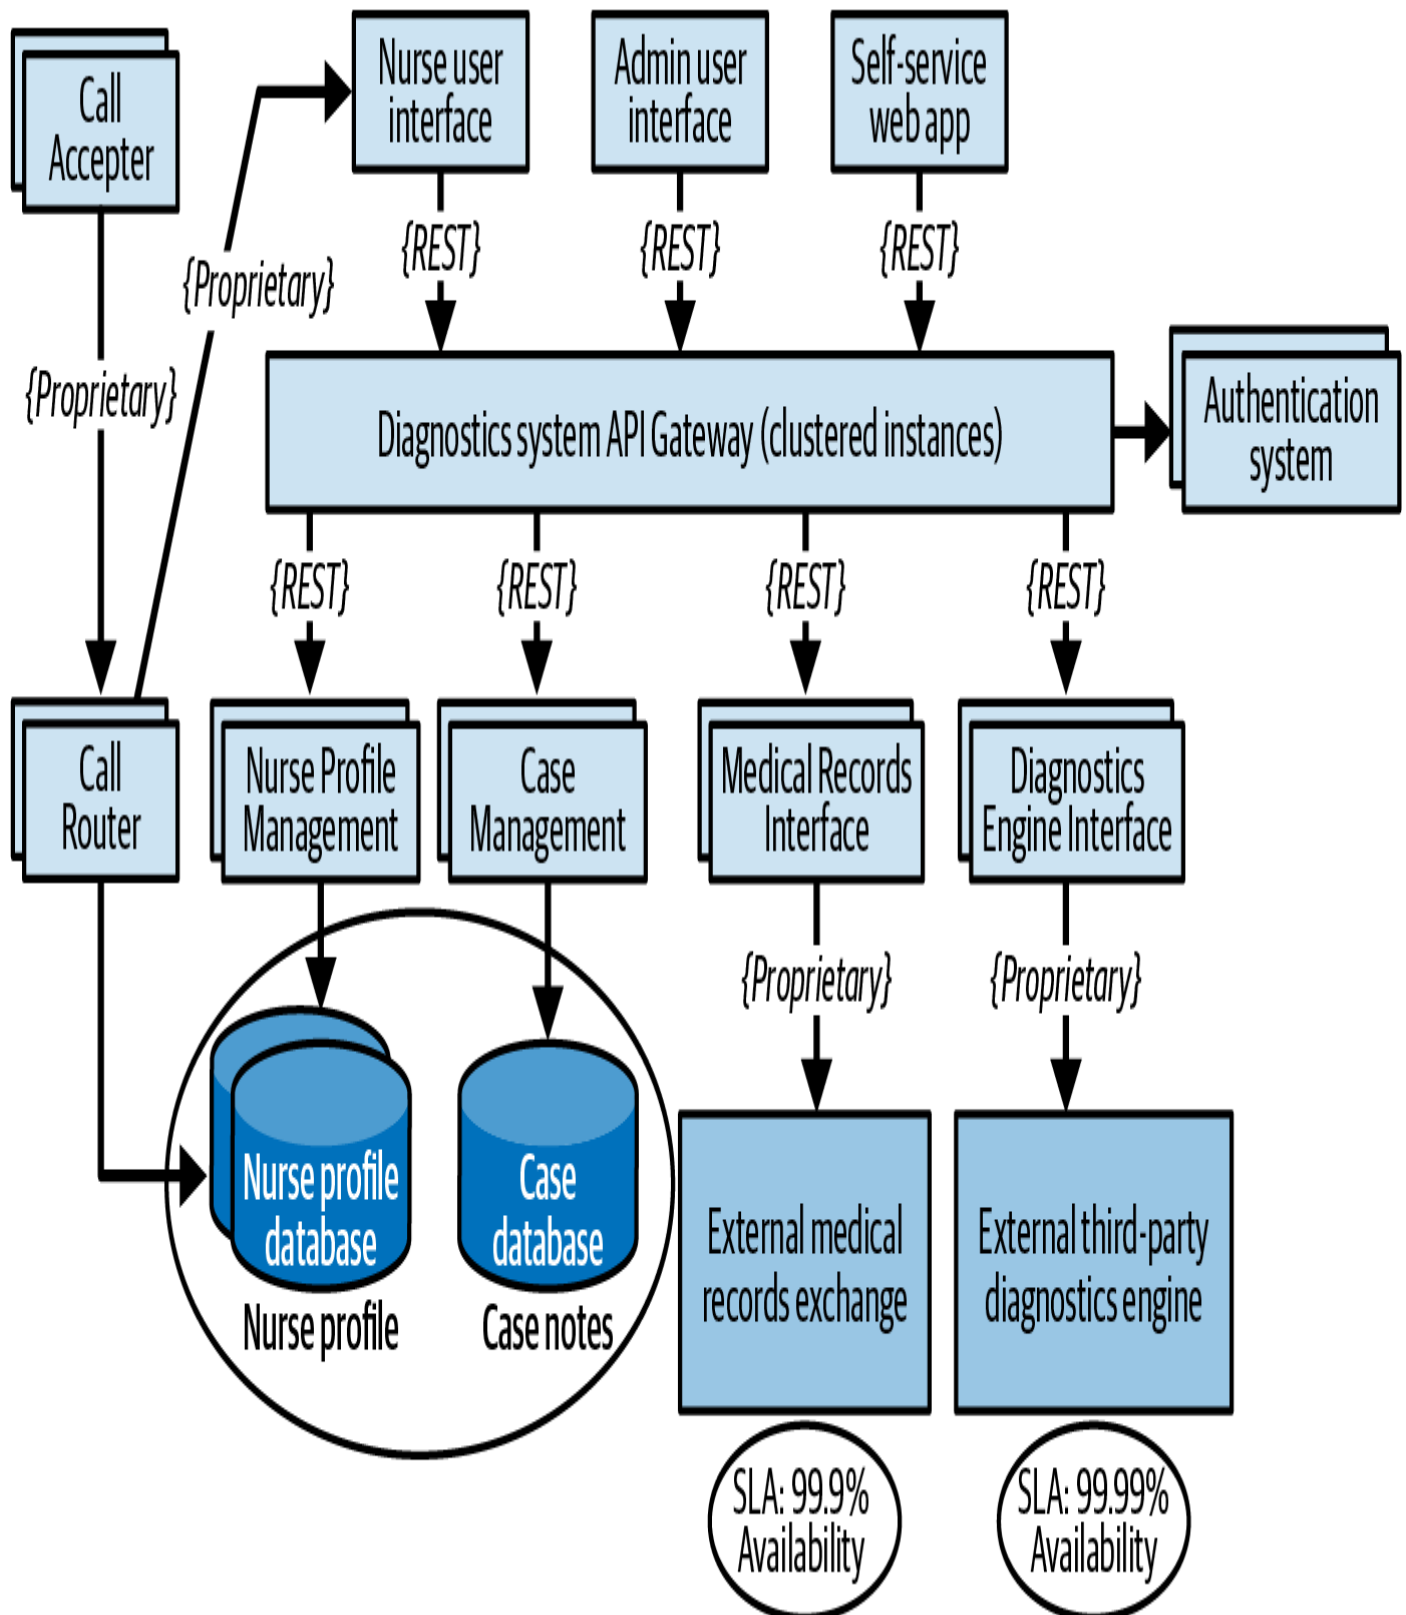 Call
Accepter
Nurse user
interface
Admin user
interface
Self-service
web app
{REST}
{REST}
{REST}
{Proprietary}
{Proprietary}
Diagnostics system API Gateway (clustered instances)
Authentication
system
{REST}
{REST}
{REST}
{REST}
Call
Router
Nurse Profile
Management
Case
Management
Medical Records
Interface
Diagnostics
Engine Interface
{Proprietary}
{Proprietary}
Nurse profile
database
Nurse profile
Case
database
Case notes
External medical
records exchange
External third-party
diagnostics engine
SLA: 99.9%
Availability
SLA: 99.99%
Availability